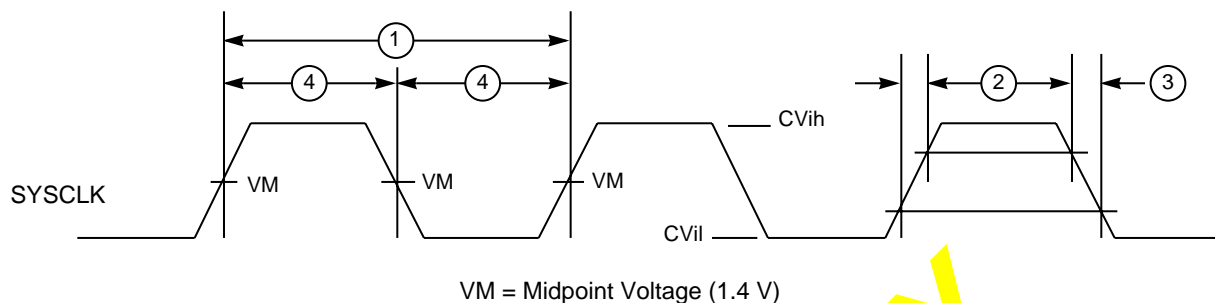 1
4 4 2 3
CVih
VM VM VM
SYSCLK
CVil
VM = Midpoint Voltage (1.4 V)